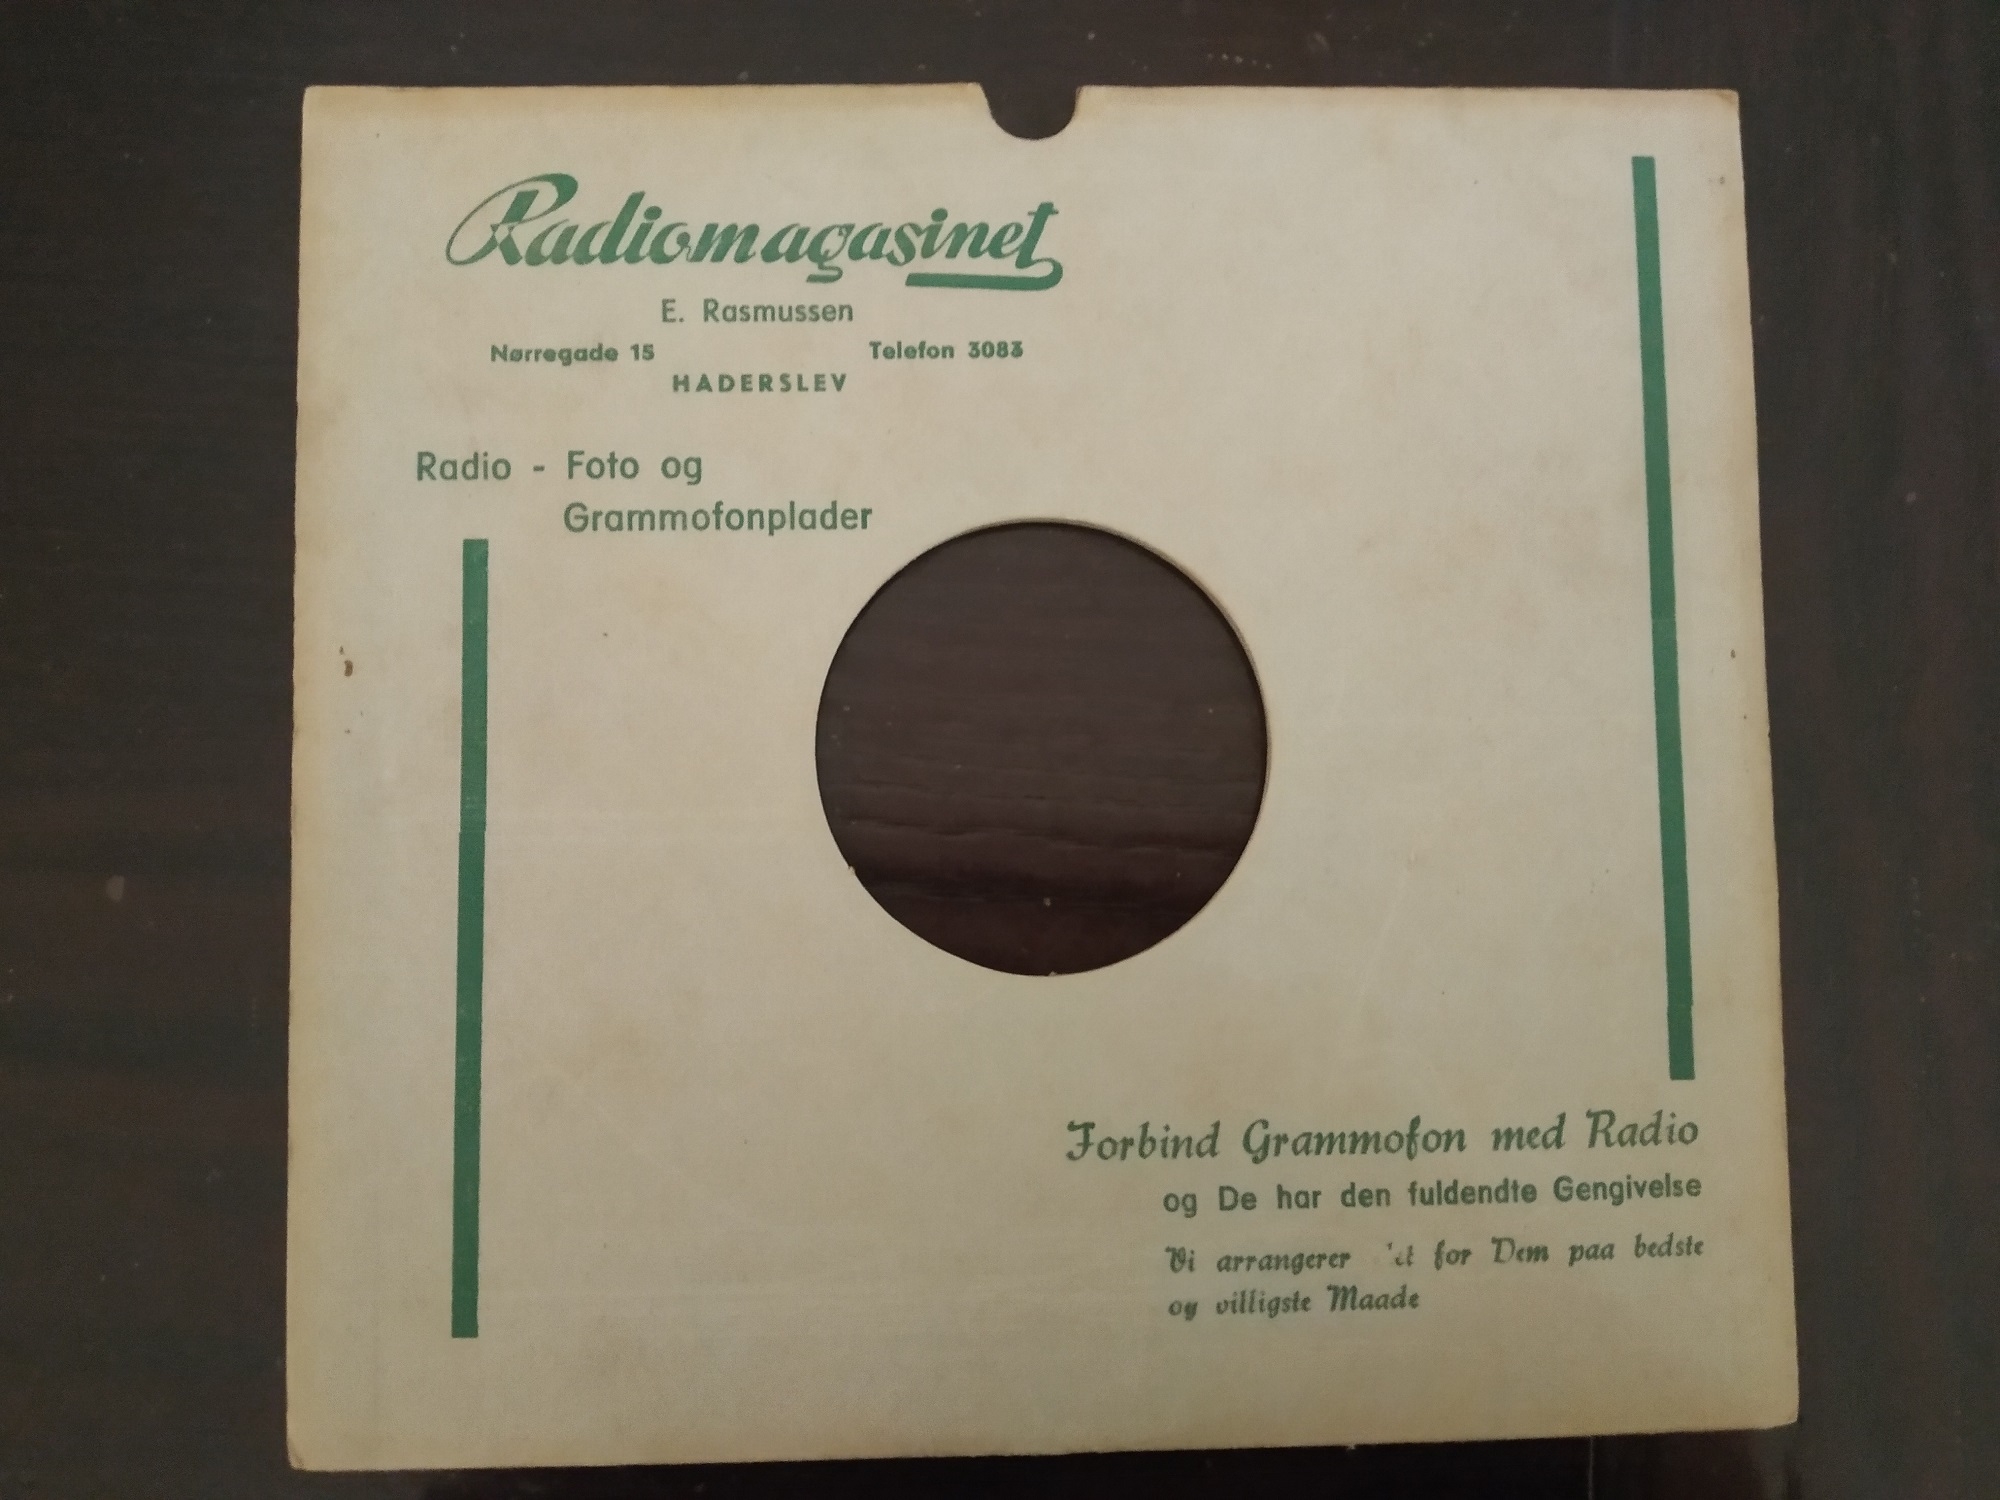 Radiomagasinet
E. Rasmussen
Nørregade 15 Telefon 3083
HADERSLEV
Radio - Foto og
Grammofonplader
Forbind Grammofon med Radio
og De har den fuldendte Gengivelse
Vi arrangerer for Dem paa bedste
og villigste Maade